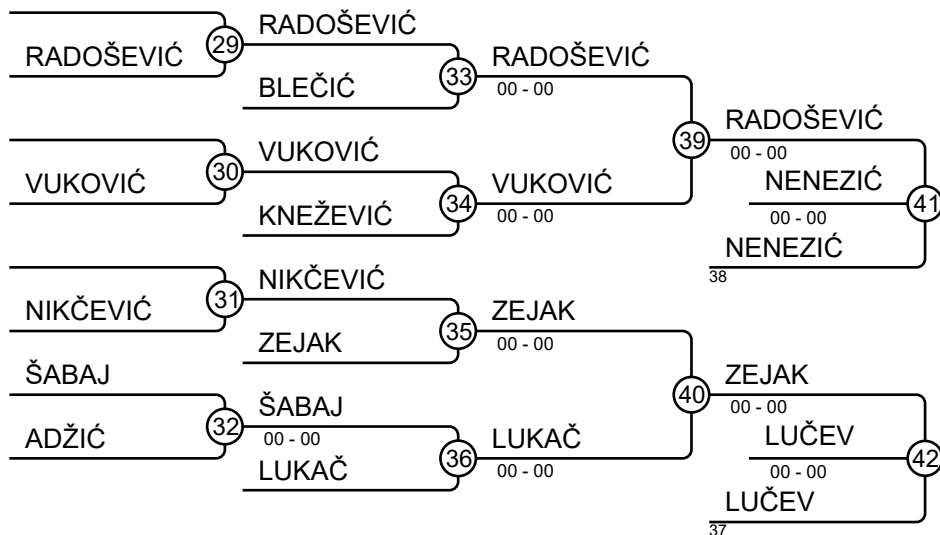 RADOŠEVIĆ
29
RADOŠEVIĆ
BLEČIĆ
33
RADOŠEVIĆ
00 - 00
VUKOVIĆ
30
VUKOVIĆ
KNEŽEVIĆ
34
VUKOVIĆ
00 - 00
39
RADOŠEVIĆ
00 - 00
NENEZIĆ
00 - 00
41
NENEZIĆ
38
NIKČEVIĆ
31
NIKČEVIĆ
ZEJAK
35
ZEJAK
00 - 00
ŠABAJ
ADŽIĆ
32
ŠABAJ
00 - 00
LUKAČ
36
LUKAČ
00 - 00
40
ZEJAK
00 - 00
LUČEV
00 - 00
42
LUČEV
37